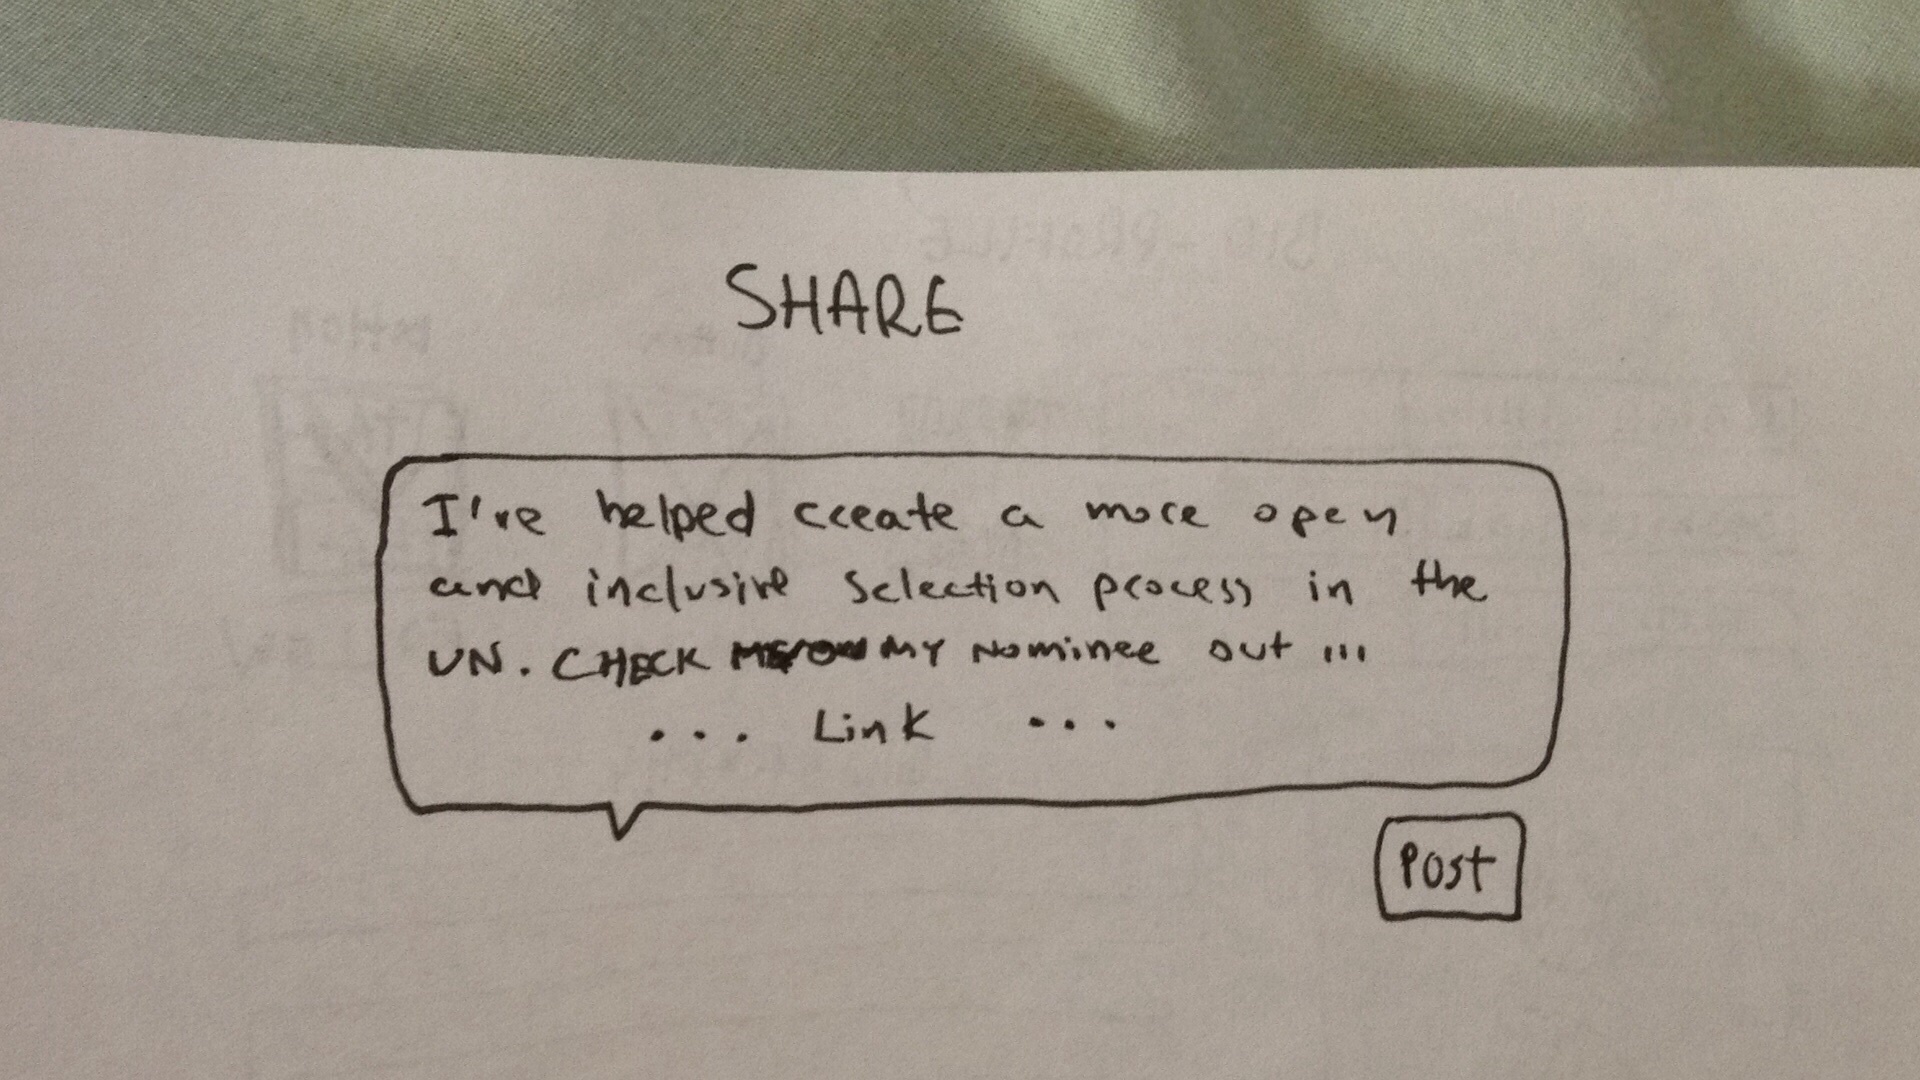 SHARE
I've helped create a more open
and inclusive selection process in the
UN. CHECK MY Nominee out ...
... Link ...
Post